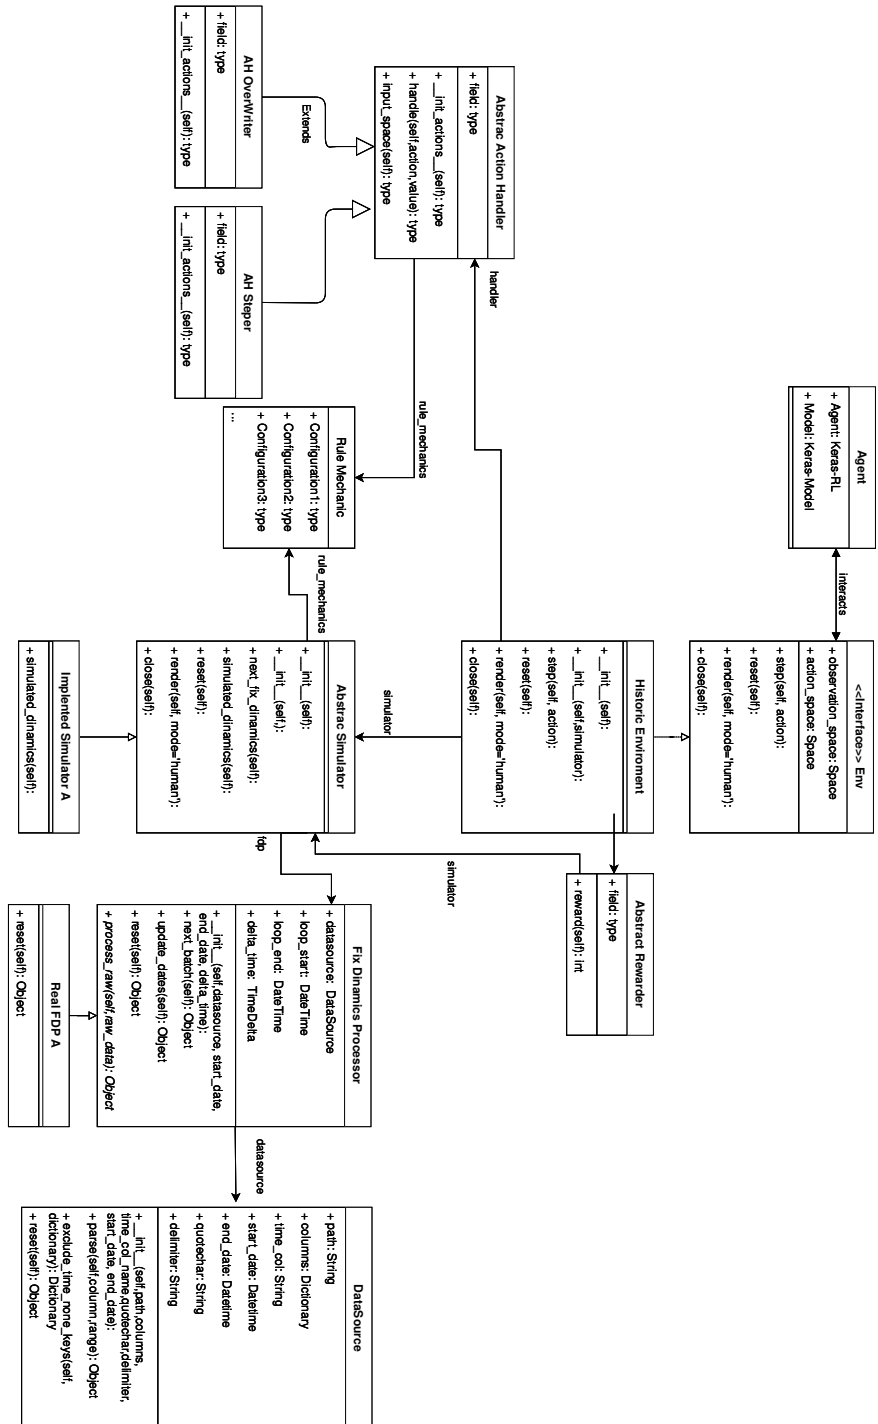 Agent
+ Agent: Keras-RL
+ Model: Keras-Model
interacts
<<Interface>> Env
+ observation_space: Space
+ action_space: Space
+ step(self, action):
+ reset(self):
+ render(self, mode='human'):
+ close(self):
Abstrac Action Handler
+ field: type
+ __init_actions__(self): type
+ handle(self,action,value): type
+ input_space(self): type
handler
Historic Enviroment
+ __init__(self):
+ __init__(self,simulator):
+ step(self, action):
+ reset(self):
+ render(self, mode='human'):
+ close(self):
Abstract Rewarder
+ field: type
+ reward(self): int
rule_mechanics
simulator
simulator
AH OverWriter
+ field: type
+ __init_actions__(self): type
Extends
AH Steper
+ field: type
+ __init_actions__(self): type
Rule Mechanic
+ Configuration1: type
+ Configuration2: type
+ Configuration3: type
...
rule_mechanics
Abstrac Simulator
+ __init__(self):
+ __init__(self,):
+ next_fix_dinamics(self):
+ simulated_dinamics(self):
+ reset(self):
+ render(self, mode='human'):
+ close(self):
fdp
Fix Dinamics Processor
+ datasource: DataSource
+ loop_start: DateTime
+ loop_end: DateTime
+ delta_time: TimeDelta
+ __init__(self,datasource, start_date,
end_date, delta_time):
+ next_batch(self): Object
+ update_dates(self): Object
+ reset(self): Object
+ process_raw(self,raw_data): Object
datasource
DataSource
+ path: String
+ columns: Dictionary
+ time_col: String
+ start_date: Datetime
+ end_date: Datetime
+ quotechar: String
+ delimiter: String
+ __init__(self,path,columns,
time_col_name,quotechar,delimiter,
start_date, end_date):
+ parse(self,column,range): Object
+ exclude_time_none_keys(self,
dictionary): Dictionary
+ reset(self): Object
Implented Simulator A
+ simulated_dinamics(self):
Real FDP A
+ reset(self): Object